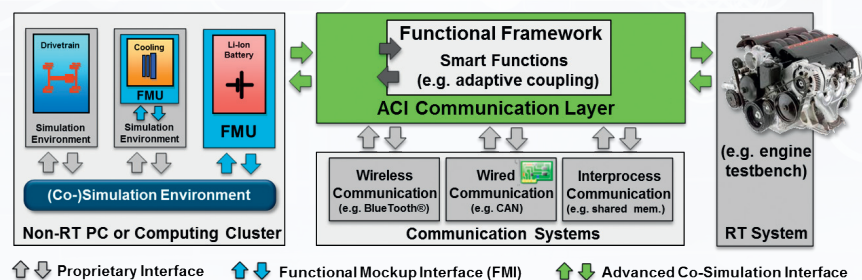 Drivetrain
Simulation
Environment
Cooling
FMU
Simulation
Environment
Li-Ion
Battery
FMU
(Co-)Simulation Environment
Non-RT PC or Computing Cluster
Functional Framework
Smart Functions
(e.g. adaptive coupling)
ACI Communication Layer
Wireless
Communication
(e.g. BlueTooth®)
Wired
Communication
(e.g. CAN)
Interprocess
Communication
(e.g. shared mem.)
Communication Systems
(e.g. engine
testbench)
RT System
Proprietary Interface
Functional Mockup Interface (FMI)
Advanced Co-Simulation Interface